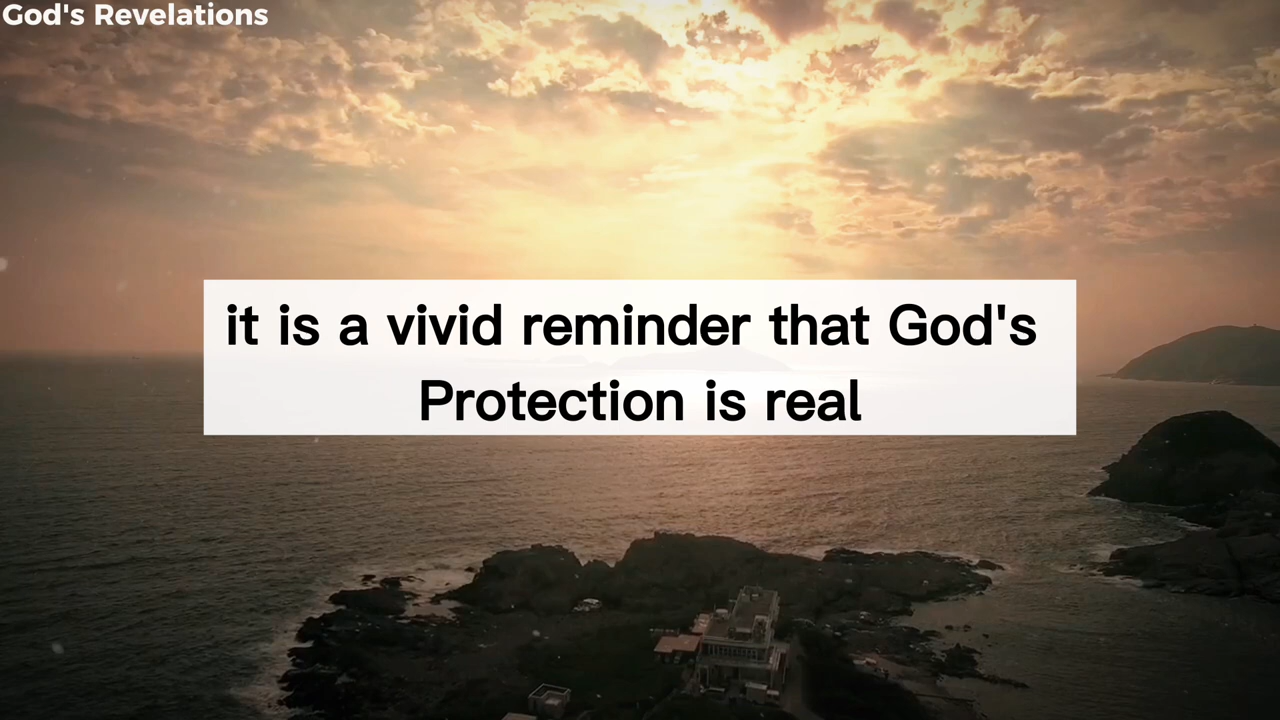 God's Revelations
it is a vivid reminder that God's
Protection is real